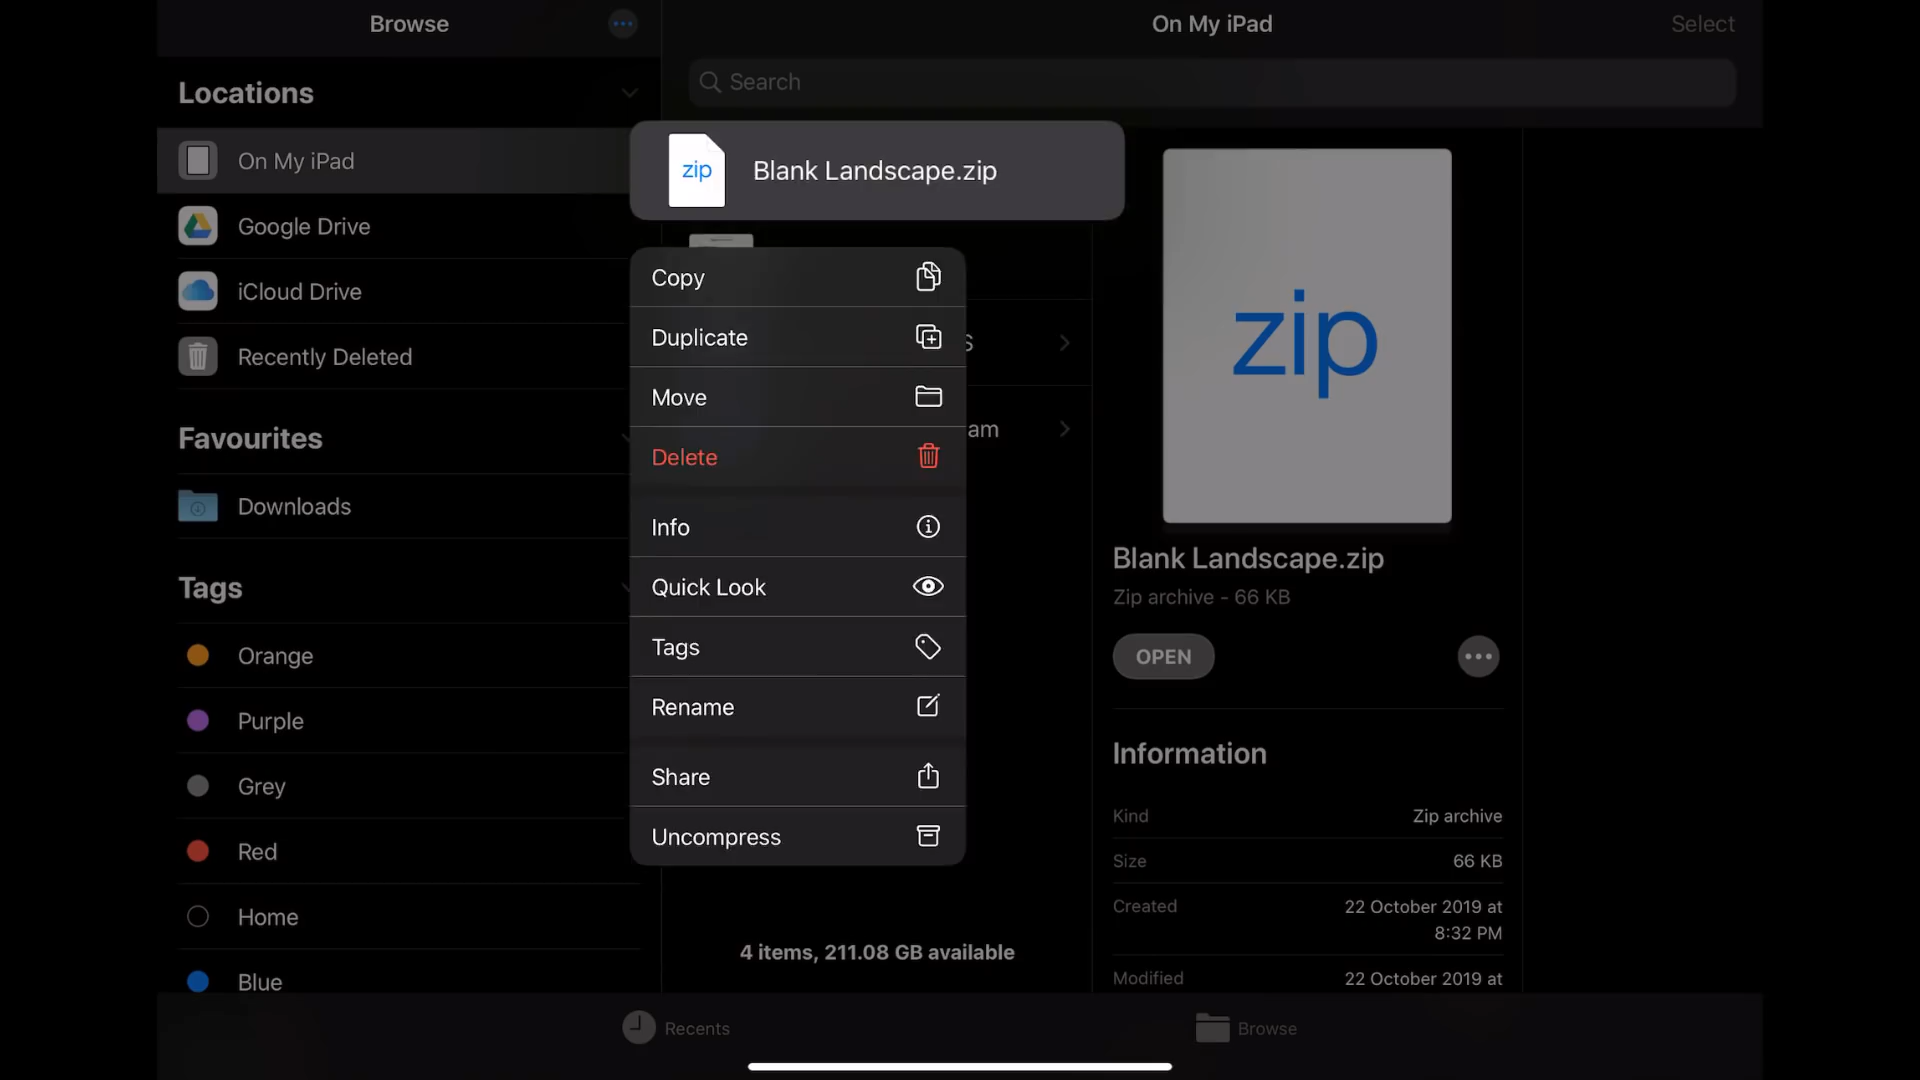 Browse
On My iPad
Select
Locations
Search
On My iPad
zip
Blank Landscape.zip
Google Drive
iCloud Drive
Recently Deleted
Favourites
Downloads
Tags
Orange
Purple
Grey
Red
Home
Blue
Copy
Duplicate
Move
Delete
Info
Quick Look
Tags
Rename
Share
Uncompress
s
am
4 items, 211.08 GB available
zip
Blank Landscape.zip
Zip archive - 66 KB
OPEN
Information
Kind Zip archive
Size 66 KB
Created 22 October 2019 at
8:32 PM
Modified 22 October 2019 at
Recents
Browse